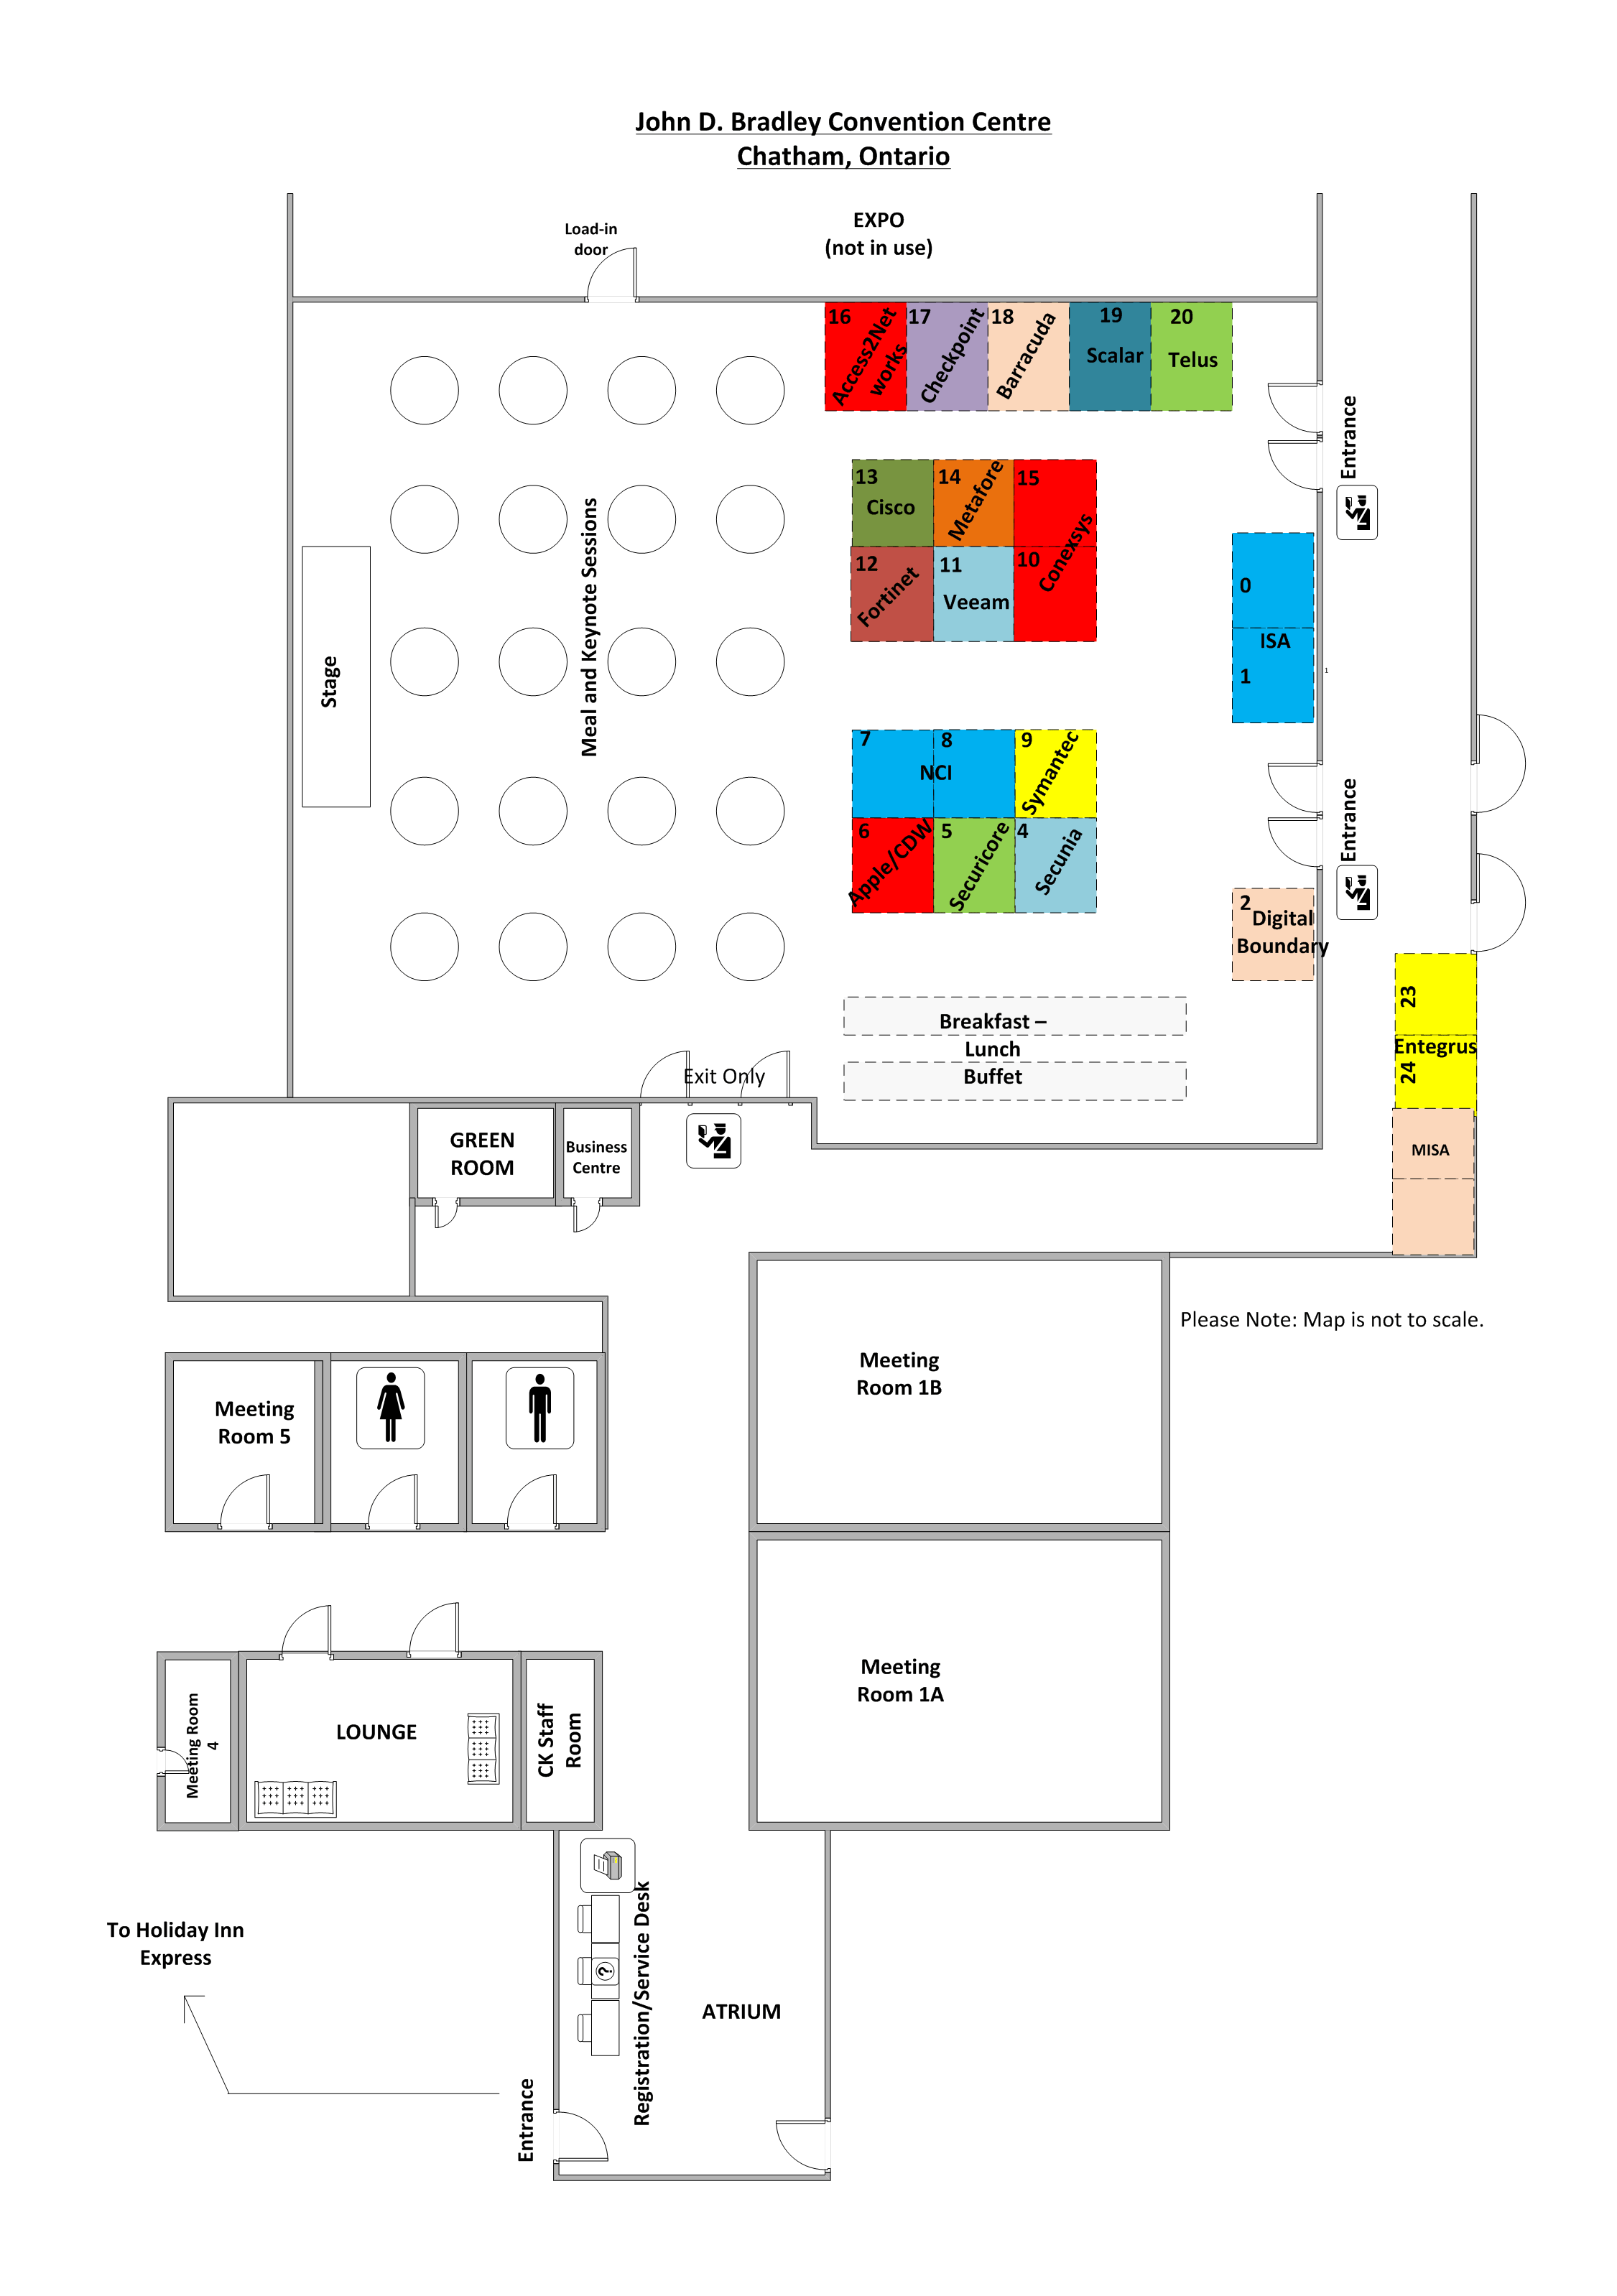 John D. Bradley Convention Centre
Chatham, Ontario
Load-in
door
EXPO
(not in use)
16
Access2Net
works
17
Checkpoint
18
Barracuda
19
Scalar
20
Telus
Entrance
13
Cisco
14
Metafore
15
12
Fortinet
11
Veeam
10
Conexsys
0
ISA
1
1
Stage
Meal and Keynote Sessions
7
8
NCI
9
Symantec
6
Apple/CDW
5
Securicore
4
Secunia
Entrance
2
Digital
Boundary
23
Entegrus
24
Breakfast –
Lunch
Buffet
Exit Only
GREEN
ROOM
Business
Centre
MISA
Please Note: Map is not to scale.
Meeting
Room 1B
Meeting
Room 5
Meeting
Room 1A
Meeting Room
4
LOUNGE
CK Staff
Room
To Holiday Inn
Express
Registration/Service Desk
?
ATRIUM
Entrance